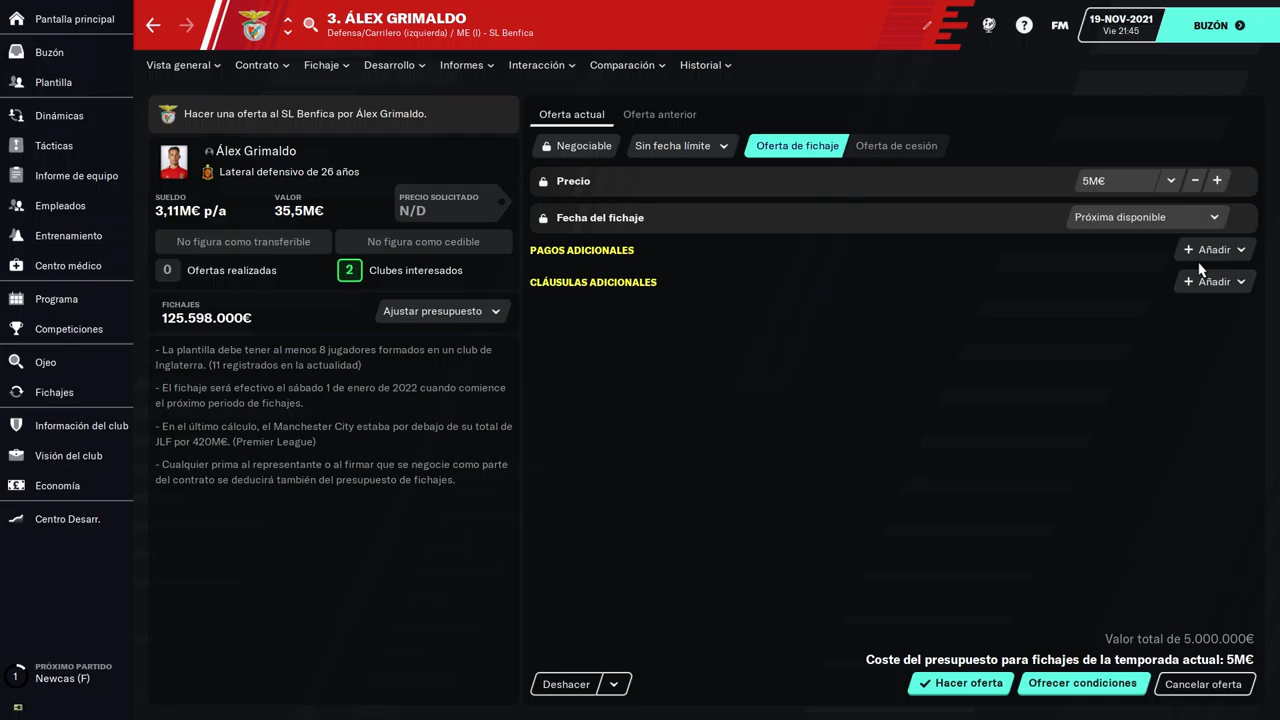 Pantalla principal
Buzón
Plantilla
Dinámicas
Tácticas
Informe de equipo
Empleados
Entrenamiento
Centro médico
Programa
Competiciones
Ojeo
Fichajes
Información del club
Visión del club
Economía
Centro Desarr.
1
PRÓXIMO PARTIDO
Newcas (F)
3. ÁLEX GRIMALDO
Defensa/Carrilero (izquierda) / ME (I) - SL Benfica
?
FM
19-NOV-2021
Vie 21:45
BUZÓN
Vista general
Contrato
Fichaje
Desarrollo
Informes
Interacción
Comparación
Historial
Hacer una oferta al SL Benfica por Álex Grimaldo.
Álex Grimaldo
Lateral defensivo de 26 años
SUELDO
3,11M€ p/a
VALOR
35,5M€
PRECIO SOLICITADO
N/D
No figura como transferible
No figura como cedible
0 Ofertas realizadas
2 Clubes interesados
FICHAJES
125.598.000€
Ajustar presupuesto
- La plantilla debe tener al menos 8 jugadores formados en un club de
Inglaterra. (11 registrados en la actualidad)
- El fichaje será efectivo el sábado 1 de enero de 2022 cuando comience
el próximo periodo de fichajes.
- En el último cálculo, el Manchester City estaba por debajo de su total de
JLF por 420M€. (Premier League)
- Cualquier prima al representante o al firmar que se negocie como parte
del contrato se deducirá también del presupuesto de fichajes.
Oferta actual
Oferta anterior
Negociable
Sin fecha límite
Oferta de fichaje
Oferta de cesión
Precio
5M€
- +
Fecha del fichaje
Próxima disponible
PAGOS ADICIONALES
+ Añadir
CLÁUSULAS ADICIONALES
+ Añadir
Valor total de 5.000.000€
Coste del presupuesto para fichajes de la temporada actual: 5M€
Deshacer
Hacer oferta
Ofrecer condiciones
Cancelar oferta